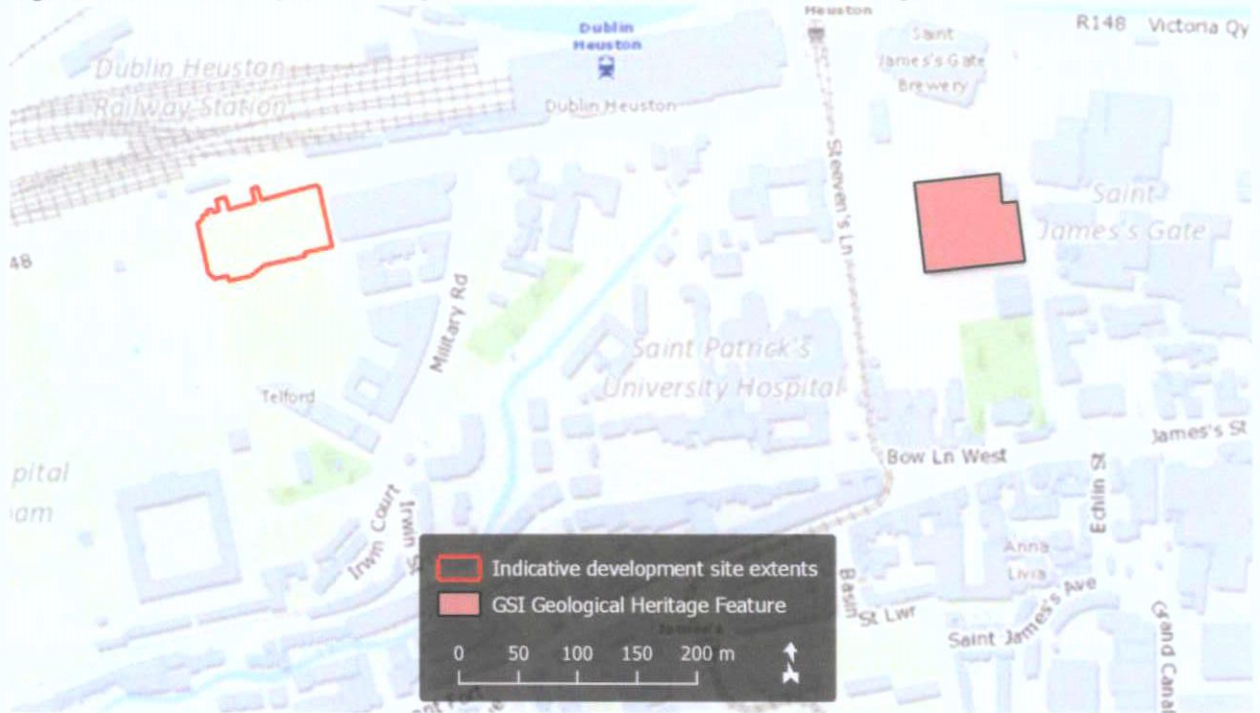 Heuston
R148 Victoria Qy
Dublin
Heuston
Saint
James's Gate
Brewery
Dublin Heuston
Railway Station
Dublin Heuston
Steeven's Ln
Saint
James's Gate
48
Military Rd
Saint Patrick's
University Hospital
Telford
James's St
Bow Ln West
pital
am
Echlin St
Irwm Court
Irwin St
Indicative development site extents
GSI Geological Heritage Feature
0 50 100 150 200 m
Anna
Livia
Basin
St Lwr
Saint James's Ave
Grand Canal
James's